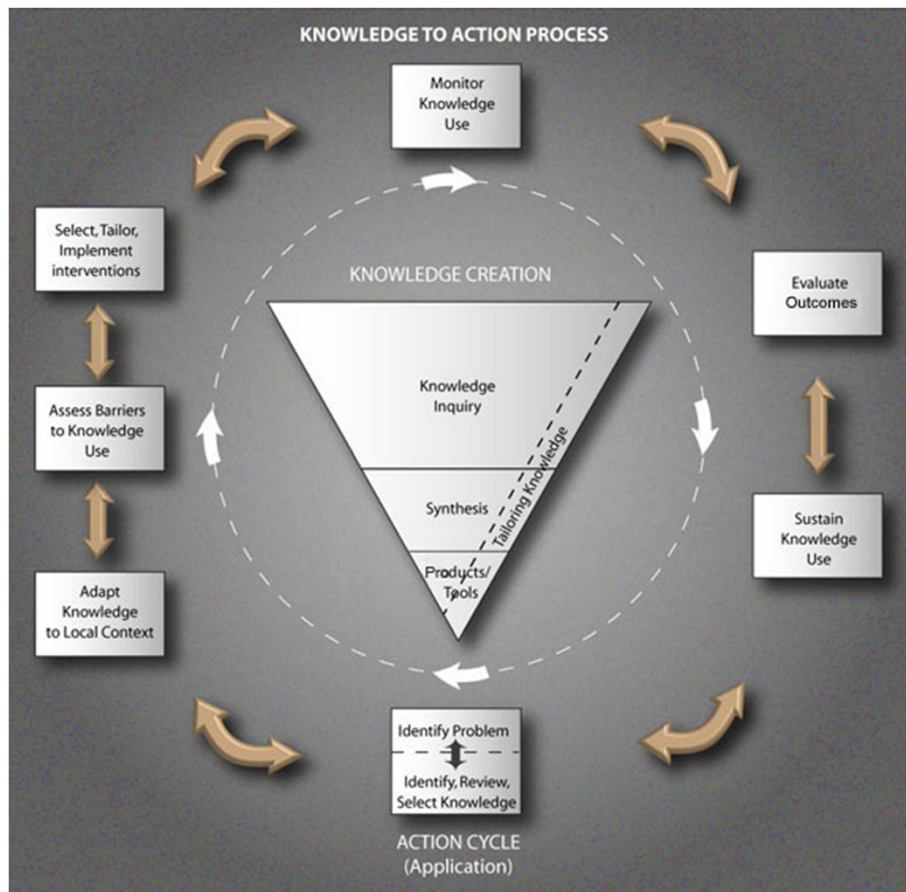 KNOWLEDGE TO ACTION PROCESS
Monitor
Knowledge
Use
Select, Tailor,
Implement
interventions
KNOWLEDGE CREATION
Evaluate
Outcomes
Knowledge
Inquiry
Assess Barriers
to Knowledge
Use
Tailoring Knowledge
Synthesis
Sustain
Knowledge
Use
Products/
Tools
Adapt
Knowledge
to Local Context
Identify Problem
Identify, Review,
Select Knowledge
ACTION CYCLE
(Application)